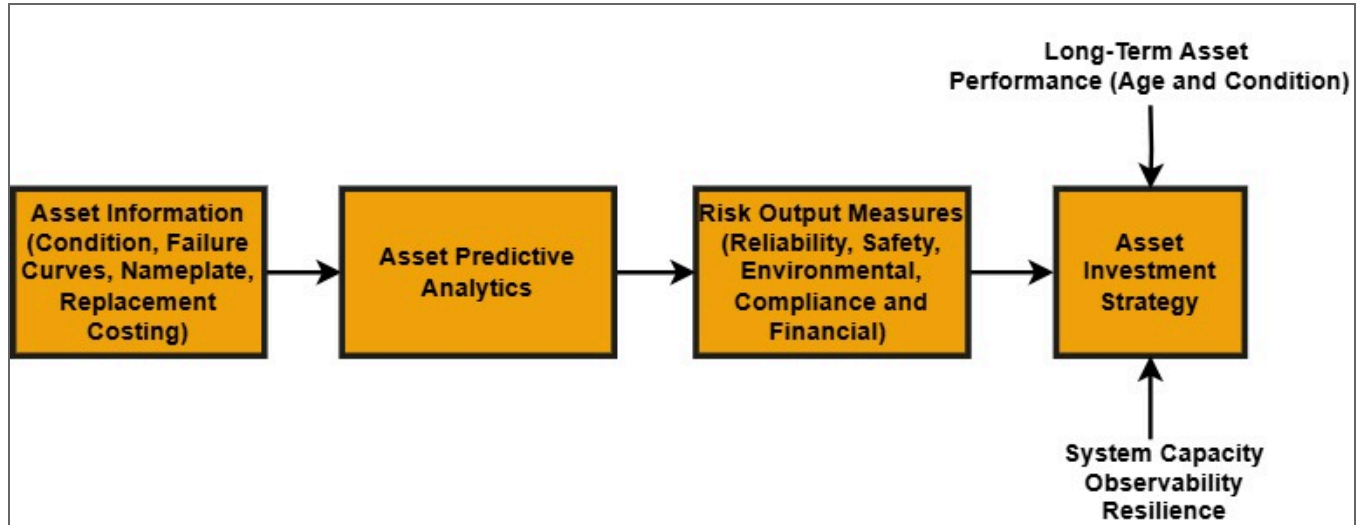 Long-Term Asset
Performance (Age and Condition)
Asset Information
(Condition, Failure
Curves, Nameplate,
Replacement
Costing)
Asset Predictive
Analytics
Risk Output Measures
(Reliability, Safety,
Environmental,
Compliance and
Financial)
Asset
Investment
Strategy
System Capacity
Observability
Resilience